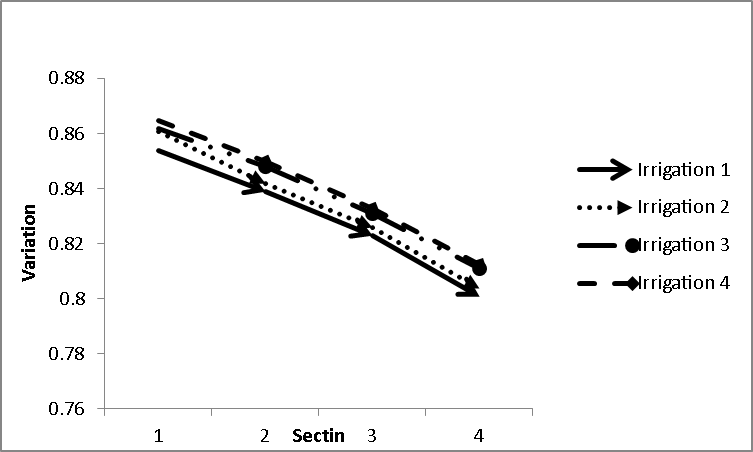 0.88
0.86
0.84
0.82
0.8
0.78
0.76
Variation
1 2 Sectin 3 4
Irrigation 1
Irrigation 2
Irrigation 3
Irrigation 4